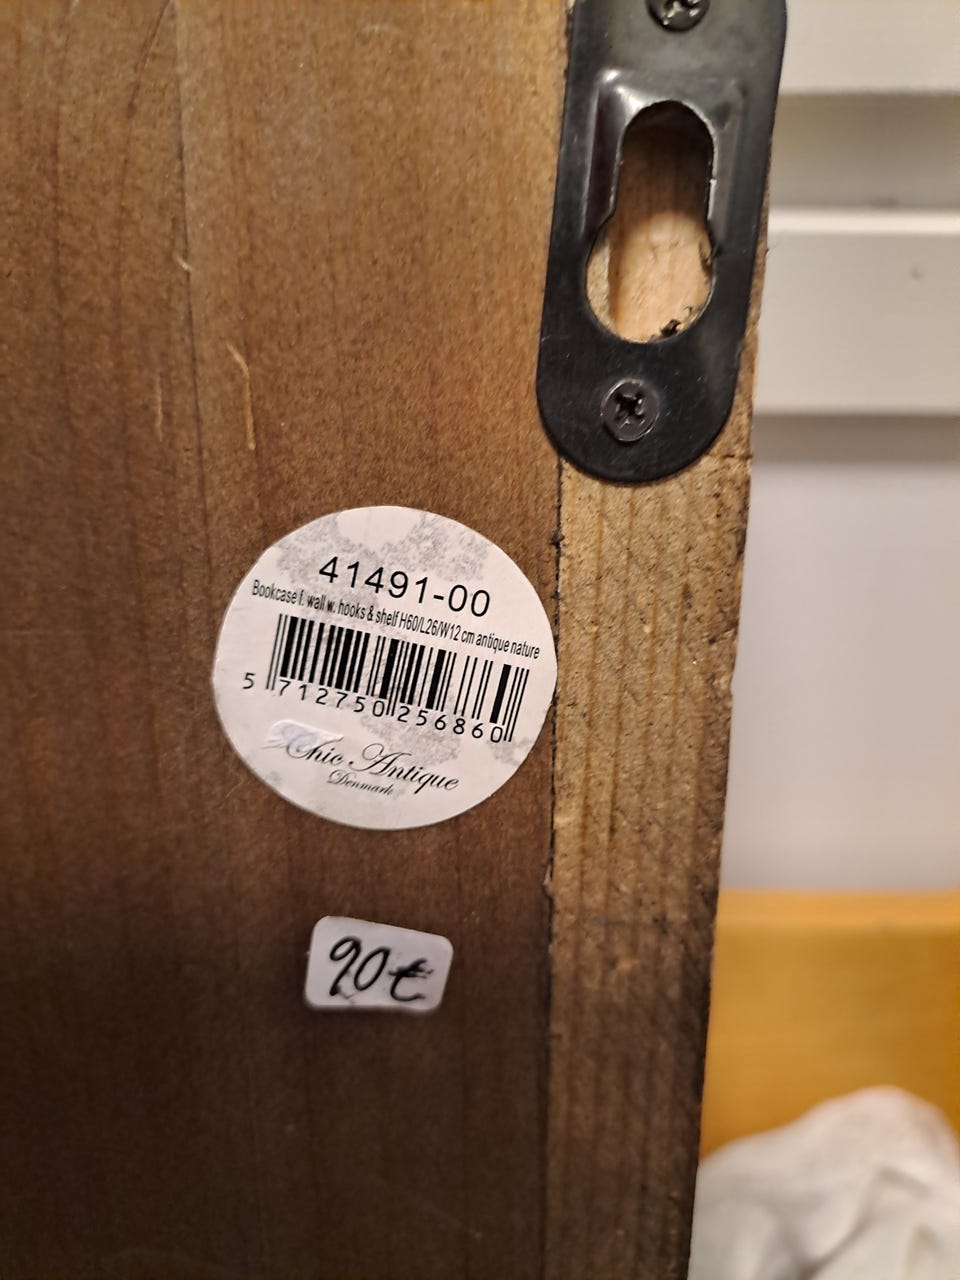 41491-00
Bookcase f. wall w. hooks & shelf H60/L26/W12 cm antique nature
5 712750 256860
Chic Antique
Denmark
90€